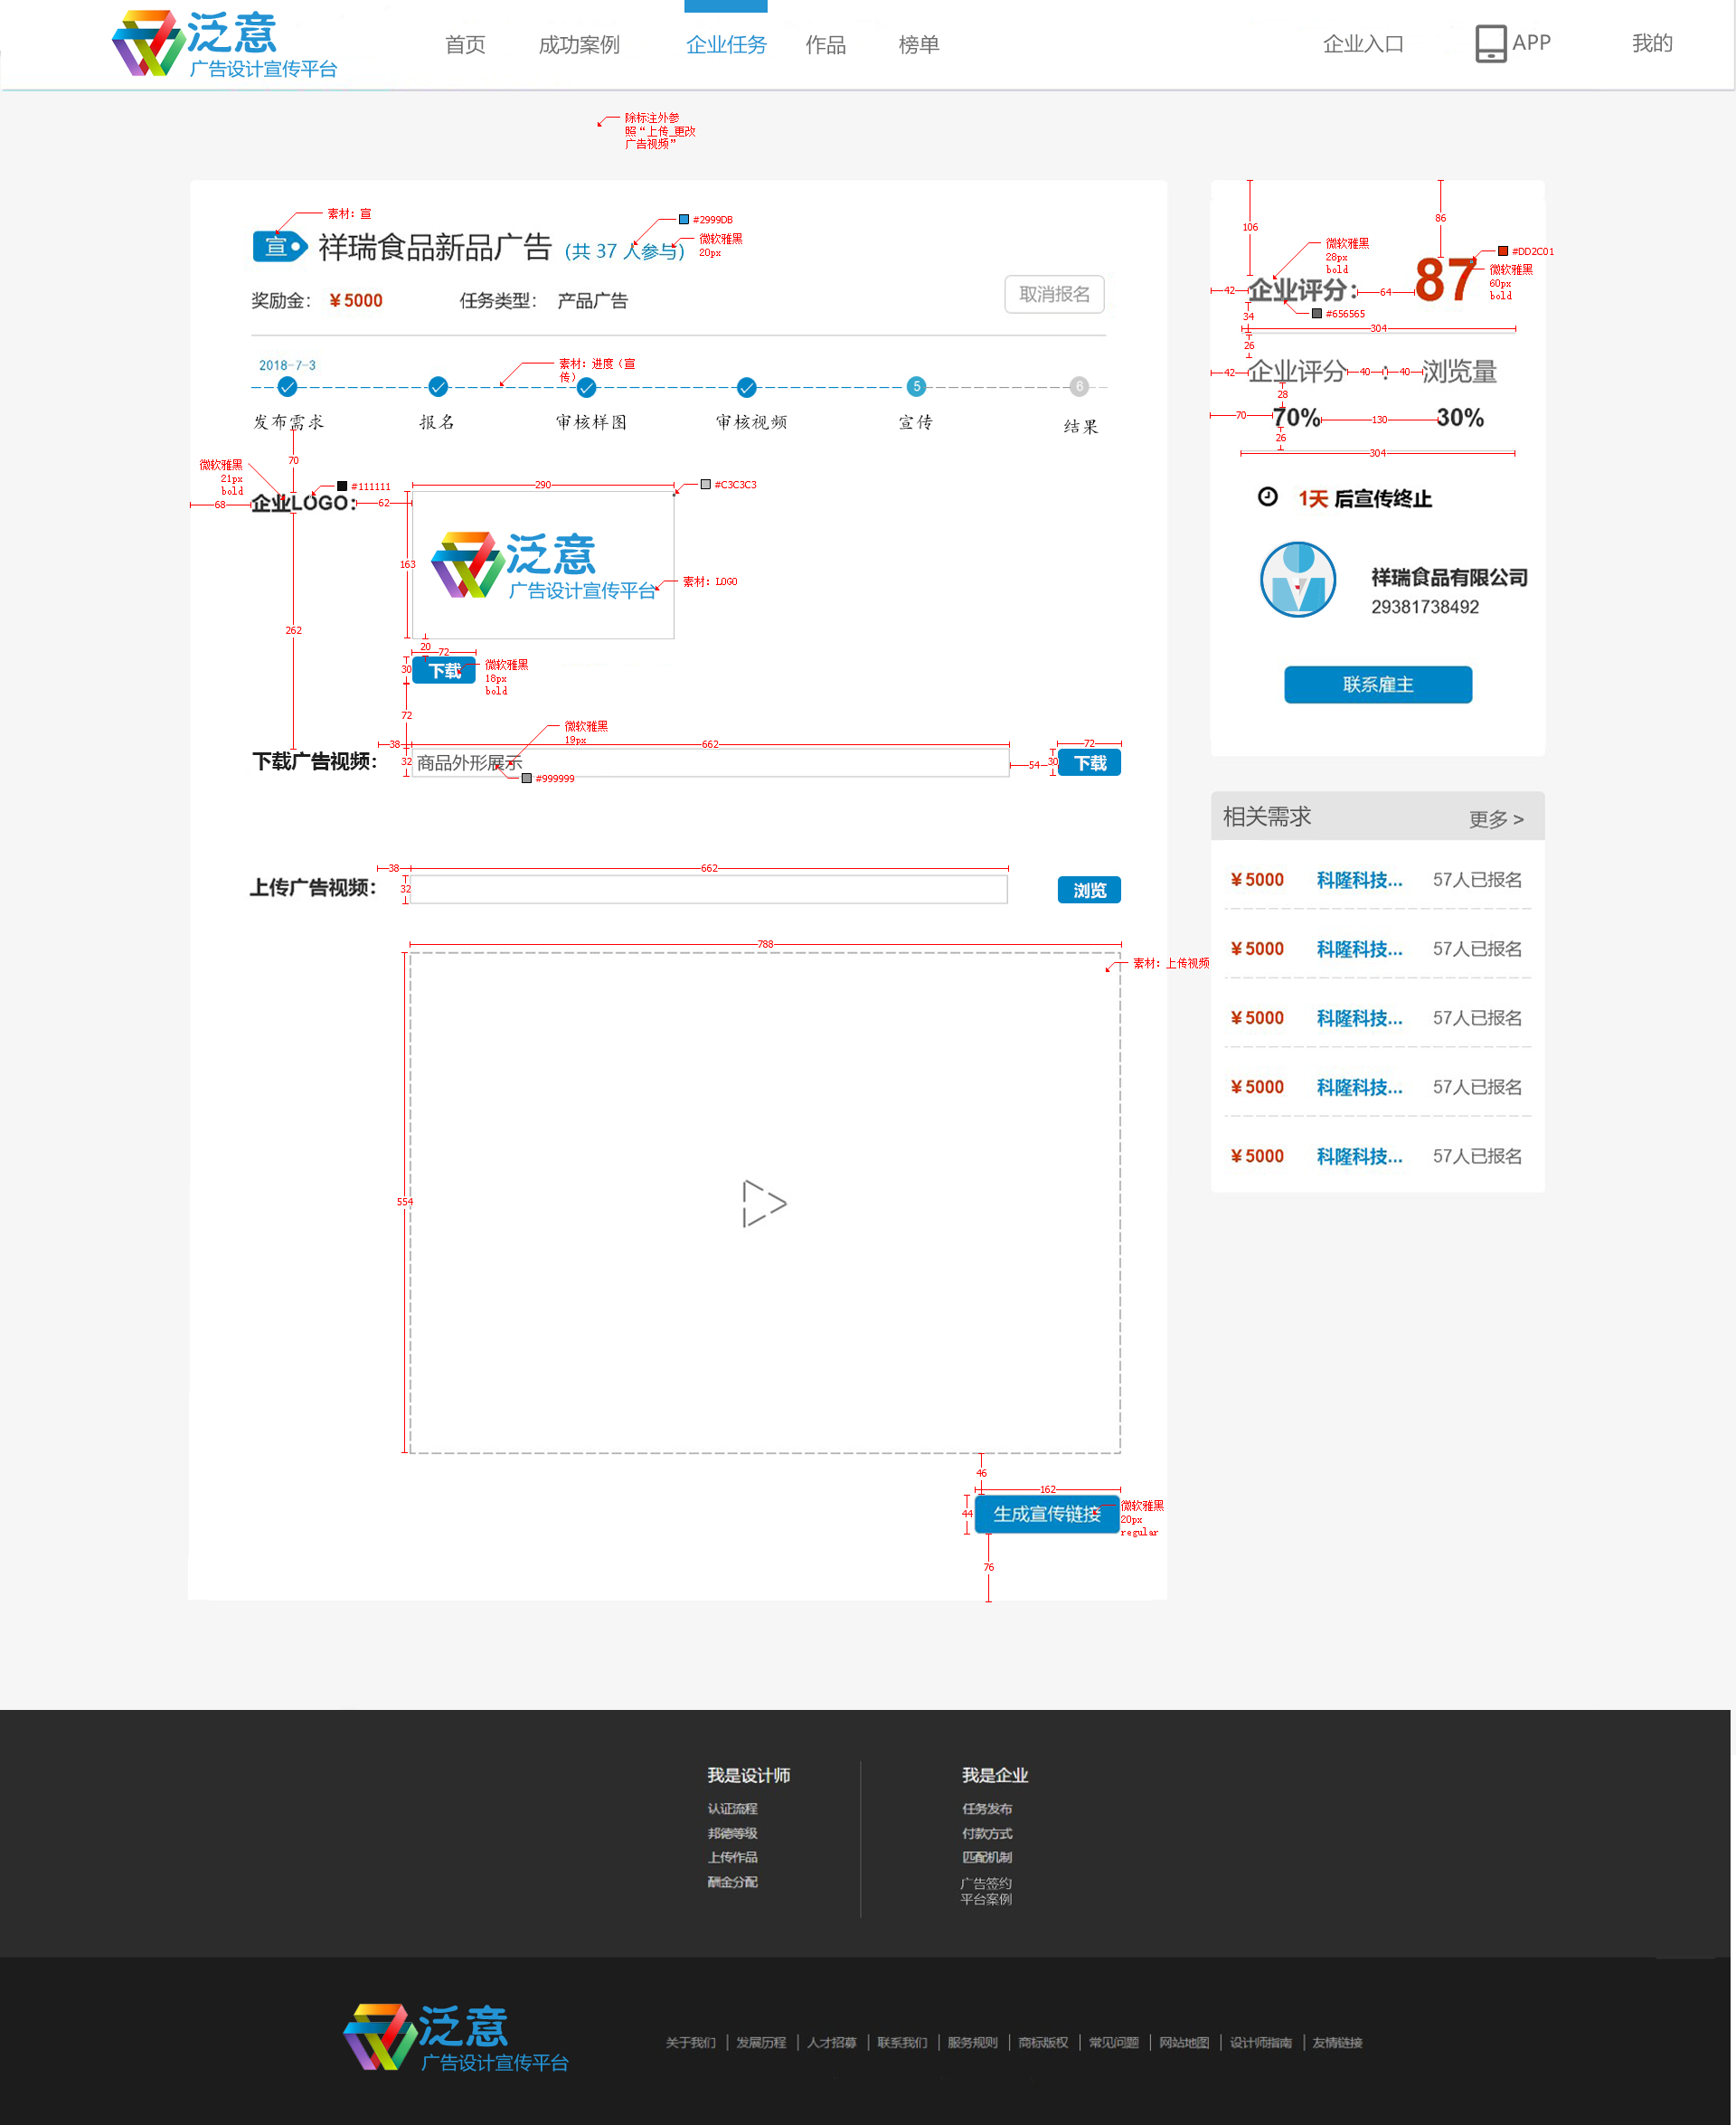 泛意
广告设计宣传平台
首页 成功案例 企业任务 作品 榜单 企业入口 APP 我的
除标注外参
照“上传_更改
广告视频”
素材：宣
宣 祥瑞食品新品广告 (共 37 人参与)
#2999DB
微软雅黑
20px
奖励金： ￥5000 任务类型： 产品广告
取消报名
2018-7-3
素材：进度（宣
传）
5 6
发布需求 报名 审核样图 审核视频 宣传 结果
70
微软雅黑
21px
bold
#111111
68
企业LOGO：
62
290
#C3C3C3
163
泛意
广告设计宣传平台
素材：LOGO
262
20
72
30
下载
微软雅黑
18px
bold
72
微软雅黑
19px
38
662
72
下载广告视频：
32
商品外形展示
54
30
下载
#999999
38
662
上传广告视频：
32
浏览
788
素材：上传视频
554
46
162
44
生成宣传链接
微软雅黑
20px
regular
76
106
86
微软雅黑
28px
bold
#DD2C01
微软雅黑
60px
bold
42
企业评分：
64
87
34
#656565
304
26
42
企业评分
40
：
40
浏览量
28
70
70%
130
30%
26
304
1天 后宣传终止
祥瑞食品有限公司
29381738492
联系雇主
相关需求 更多 >
￥5000 科隆科技... 57人已报名
￥5000 科隆科技... 57人已报名
￥5000 科隆科技... 57人已报名
￥5000 科隆科技... 57人已报名
￥5000 科隆科技... 57人已报名
我是设计师
认证流程
邦德等级
上传作品
酬金分配
我是企业
任务发布
付款方式
匹配机制
广告签约
平台案例
泛意
广告设计宣传平台
关于我们 | 发展历程 | 人才招募 | 联系我们 | 服务规则 | 商标版权 | 常见问题 | 网站地图 | 设计师指南 | 友情链接